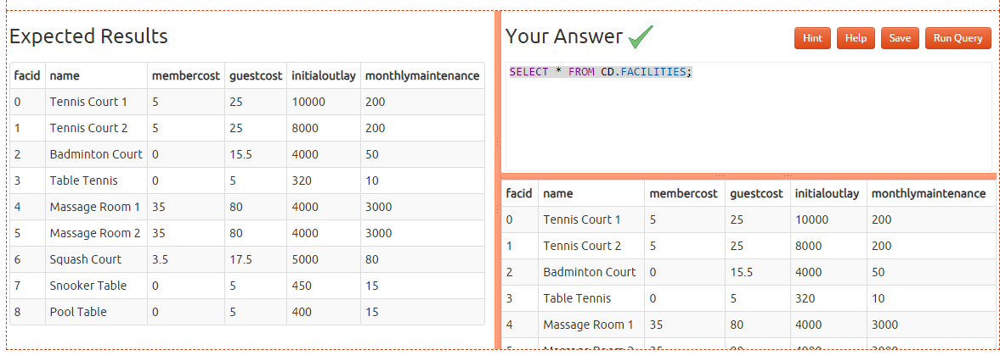 Expected Results
facid name membercost guestcost initialoutlay monthlymaintenance
0 Tennis Court 1 5 25 10000 200
1 Tennis Court 2 5 25 8000 200
2 Badminton Court 0 15.5 4000 50
3 Table Tennis 0 5 320 10
4 Massage Room 1 35 80 4000 3000
5 Massage Room 2 35 80 4000 3000
6 Squash Court 3.5 17.5 5000 80
7 Snooker Table 0 5 450 15
8 Pool Table 0 5 400 15
Your Answer
Hint Help Save Run Query
SELECT * FROM CD.FACILITIES;
facid name membercost guestcost initialoutlay monthlymaintenance
0 Tennis Court 1 5 25 10000 200
1 Tennis Court 2 5 25 8000 200
2 Badminton Court 0 15.5 4000 50
3 Table Tennis 0 5 320 10
4 Massage Room 1 35 80 4000 3000